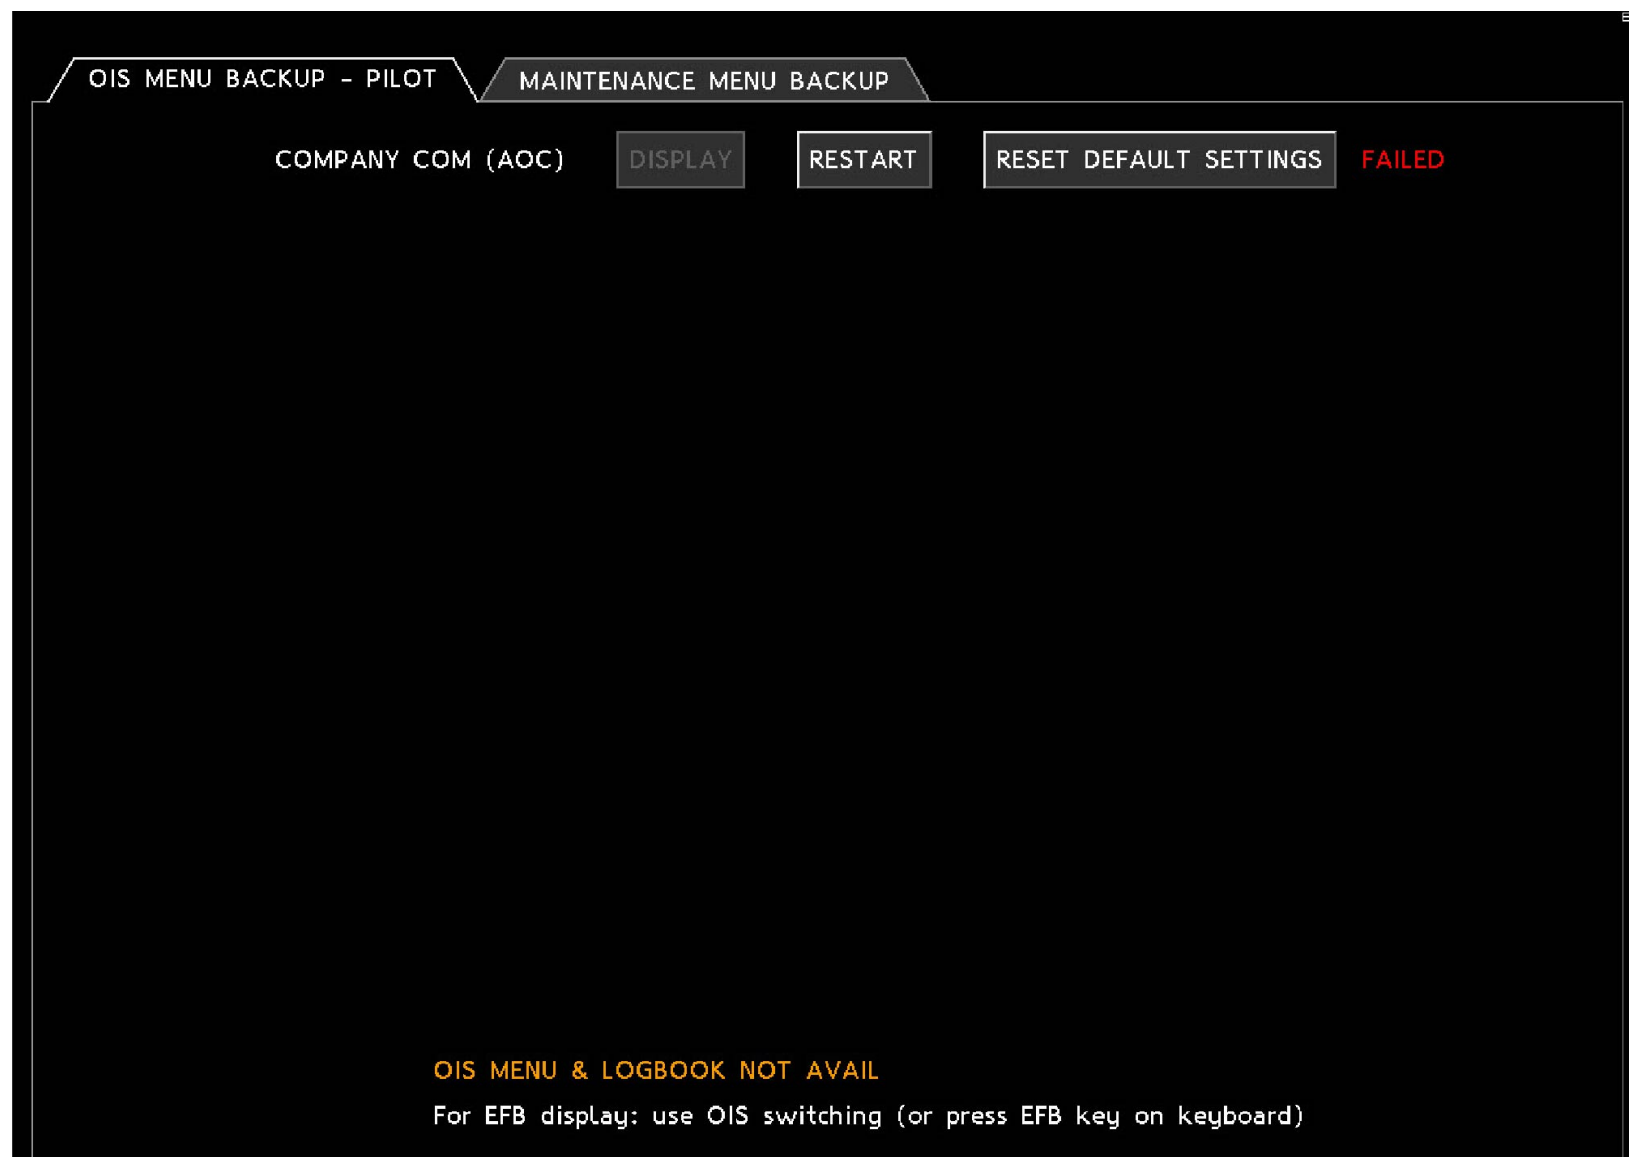 OIS MENU BACKUP - PILOT
MAINTENANCE MENU BACKUP
COMPANY COM (AOC) DISPLAY RESTART RESET DEFAULT SETTINGS FAILED
OIS MENU & LOGBOOK NOT AVAIL
For EFB display: use OIS switching (or press EFB key on keyboard)